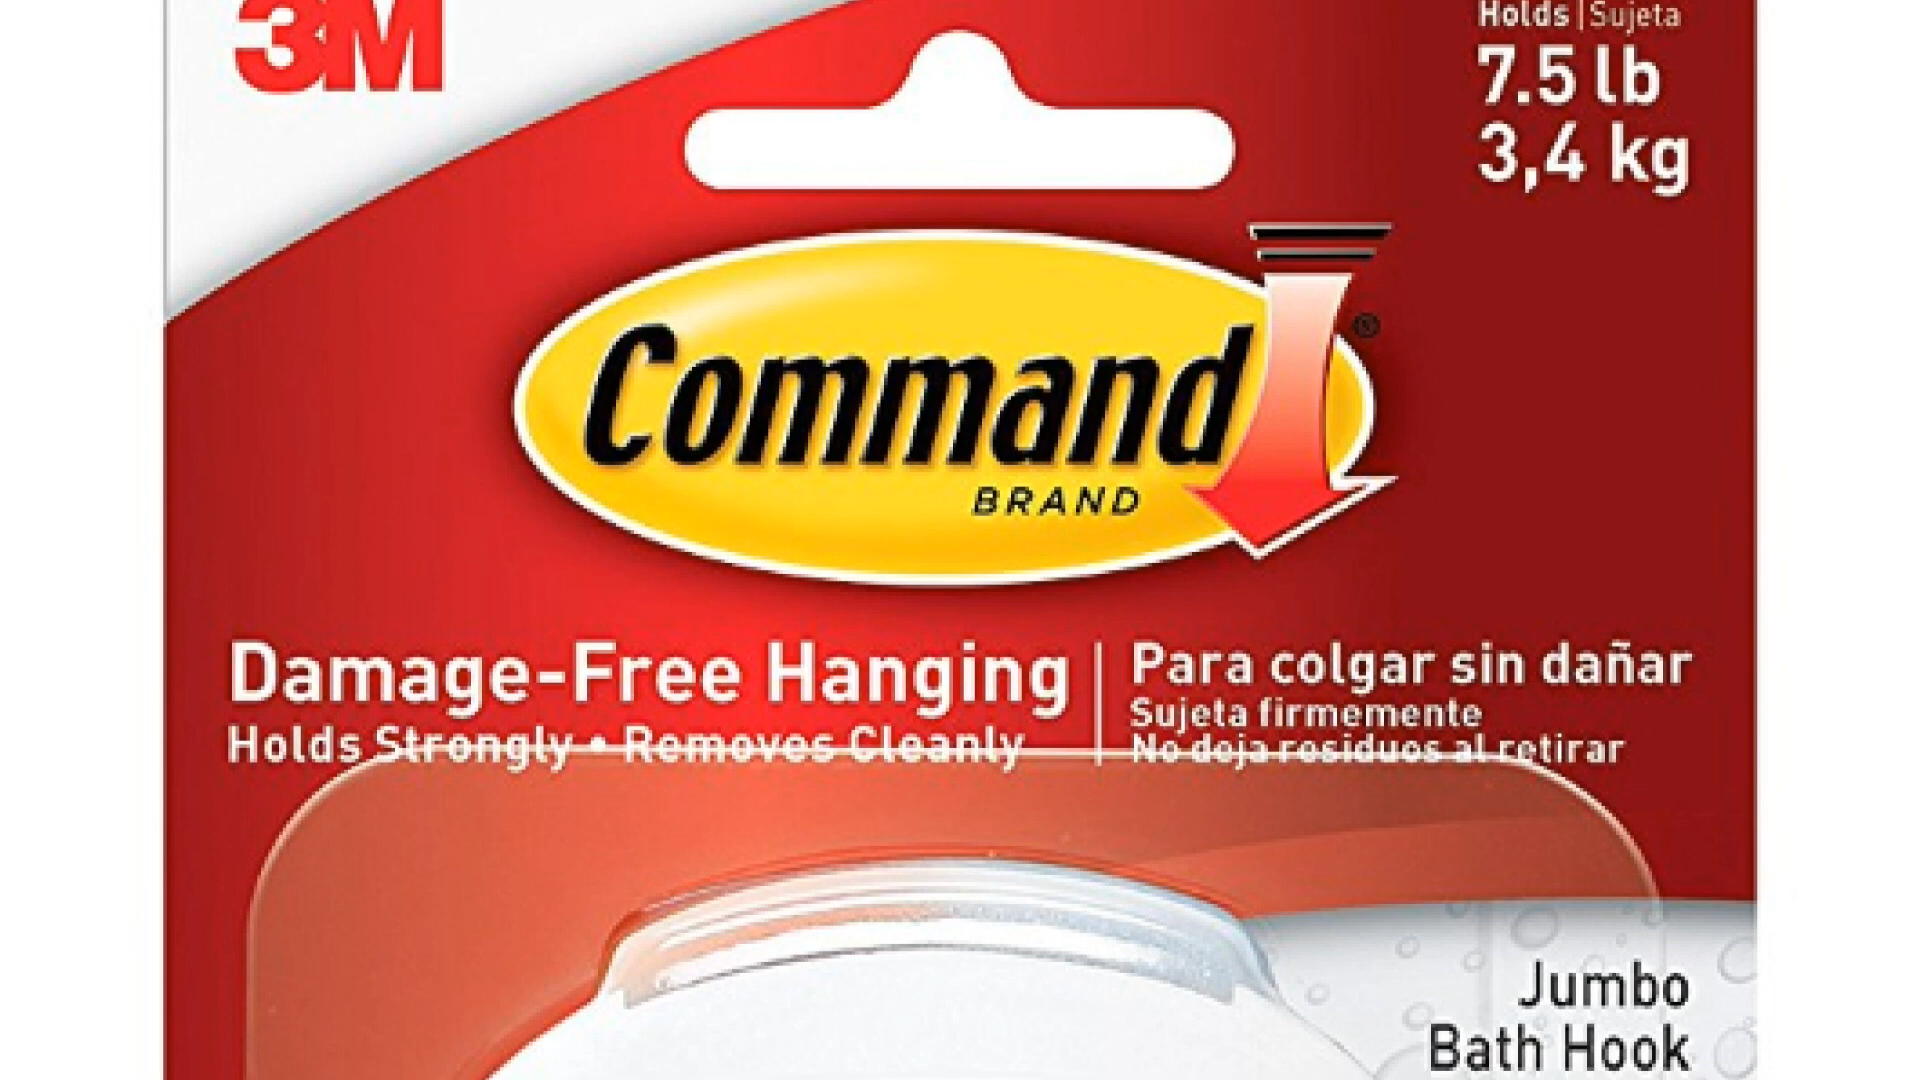 3M
Holds | Sujeta
7.5 lb
3,4 kg
Command
®
BRAND
Damage-Free Hanging
Holds Strongly • Removes Cleanly
Para colgar sin dañar
Sujeta firmemente
No deja residuos al retirar
Jumbo
Bath Hook